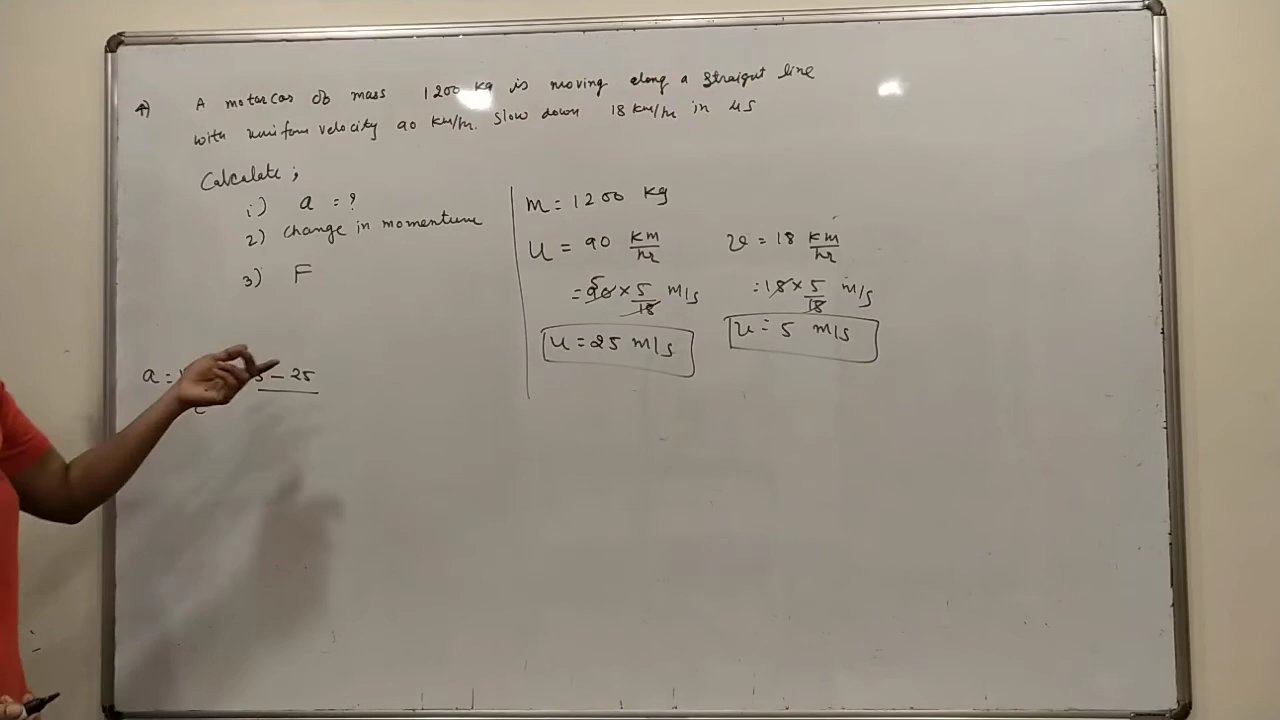 A motorcar of mass 1200 kg is moving along a straight line
with uniform velocity 90 km/hr. slow down 18 km/hr in 4s
Calculate;
i) a = ?
2) change in momentum
3) F
a =
5 - 25
t
m = 1200 kg
u = 90 km/hr
= 90 × 5/18 m/s
5
u = 25 m/s
v = 18 km/hr
= 18 × 5/18 m/s
u = 5 m/s